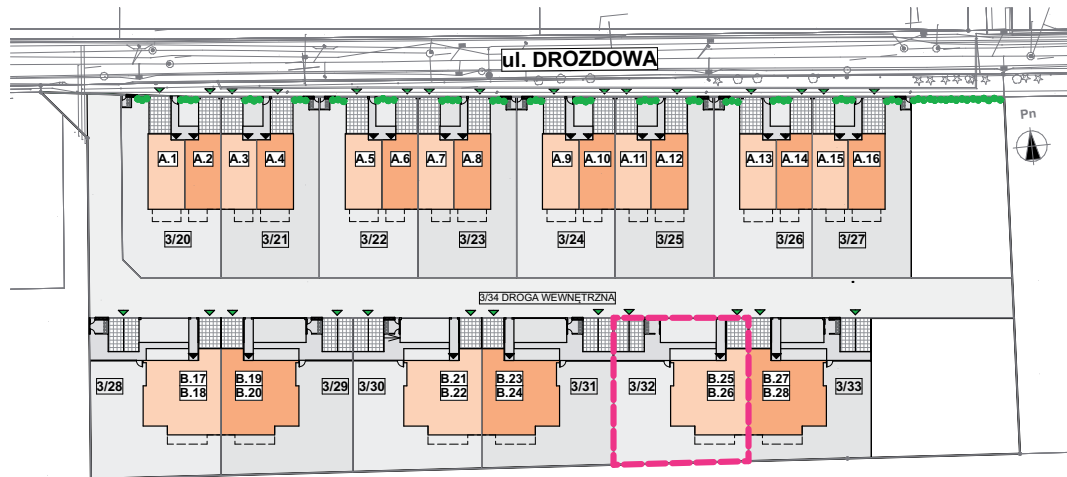 ul. DROZDOWA
Pn
A.1 A.2 A.3 A.4 A.5 A.6 A.7 A.8 A.9 A.10 A.11 A.12 A.13 A.14 A.15 A.16
3/20 3/21 3/22 3/23 3/24 3/25 3/26 3/27
3/34 DROGA WEWNĘTRZNA
3/28 B.17 B.19 3/29 3/30 B.21 B.23 3/31 3/32 B.25 B.27 3/33
B.18 B.20 B.22 B.24 B.26 B.28